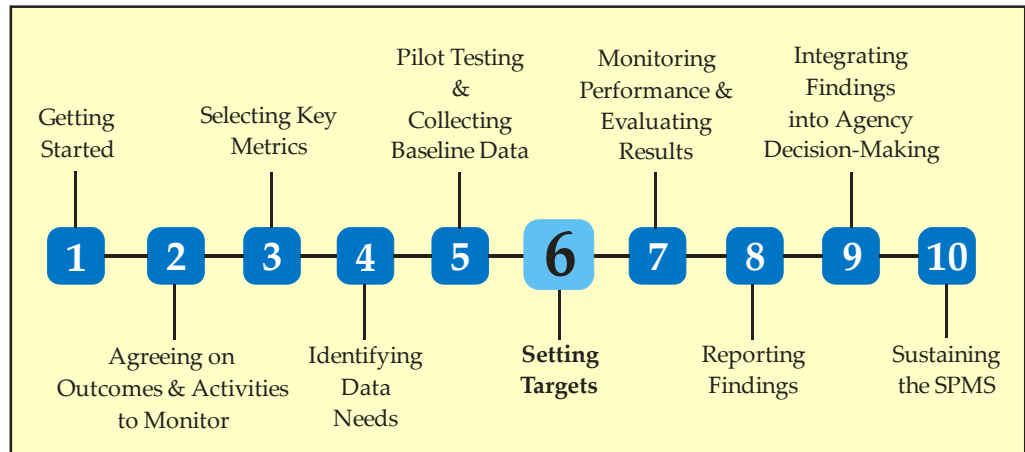 Getting
Started
1
Agreeing on
Outcomes & Activities
to Monitor
2
Selecting Key
Metrics
3
Identifying
Data
Needs
4
Pilot Testing
&
Collecting
Baseline Data
5
Setting
Targets
6
Monitoring
Performance &
Evaluating
Results
7
Reporting
Findings
8
Integrating
Findings
into Agency
Decision-Making
9
Sustaining
the SPMS
10